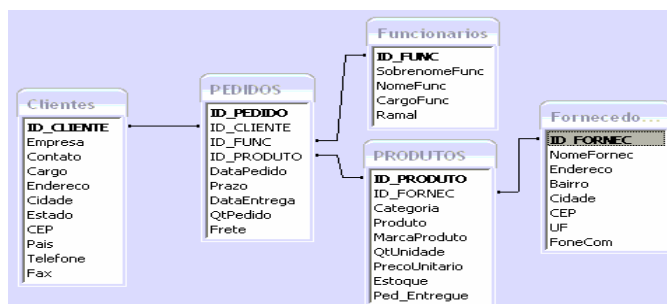 Clientes
ID_CLIENTE
Empresa
Contato
Cargo
Endereco
Cidade
Estado
CEP
Pais
Telefone
Fax
PEDIDOS
ID_PEDIDO
ID_CLIENTE
ID_FUNC
ID_PRODUTO
DataPedido
Prazo
DataEntrega
QtPedido
Frete
Funcionarios
ID_FUNC
SobrenomeFunc
NomeFunc
CargoFunc
Ramal
PRODUTOS
ID_PRODUTO
ID_FORNEC
Categoria
Produto
MarcaProduto
QtUnidade
PrecoUnitario
Estoque
Ped_Entregue
Fornecedo...
ID_FORNEC
NomeFornec
Endereco
Bairro
Cidade
CEP
UF
FoneCom